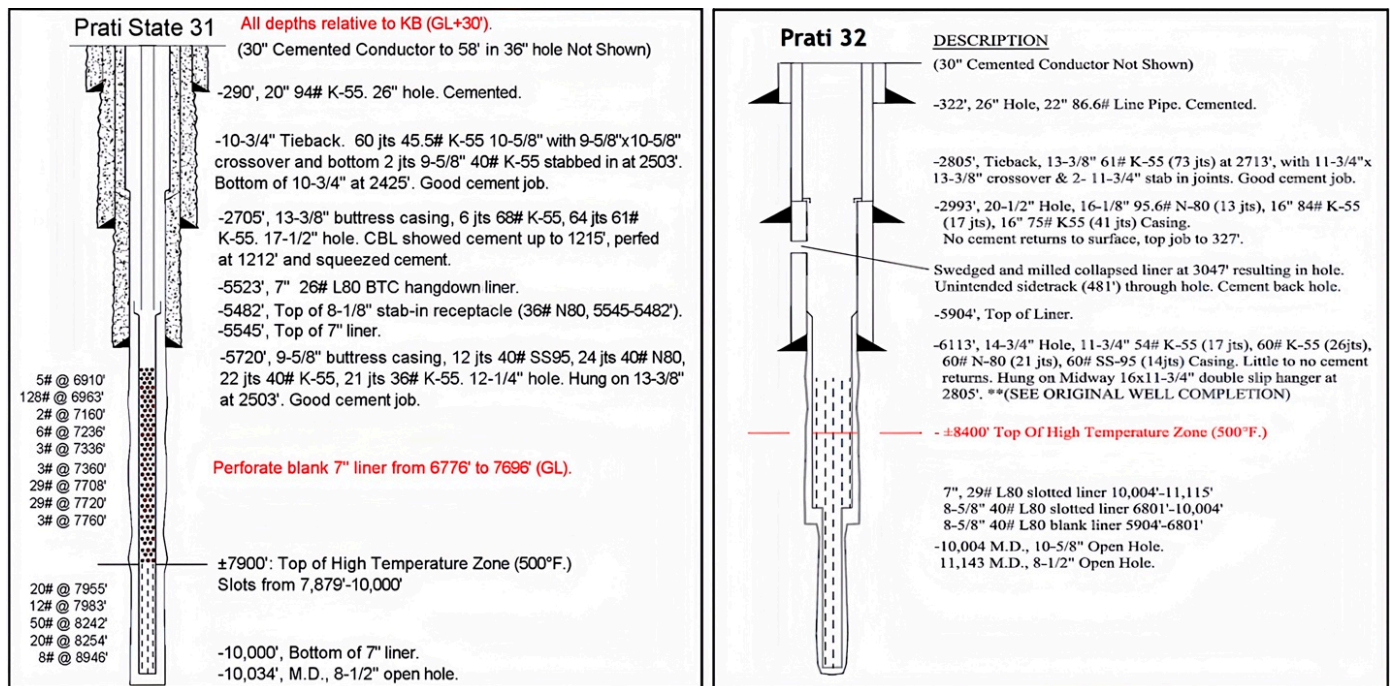 Prati State 31
All depths relative to KB (GL+30').
(30" Cemented Conductor to 58' in 36" hole Not Shown)
-290', 20" 94# K-55. 26" hole. Cemented.
-10-3/4" Tieback. 60 jts 45.5# K-55 10-5/8" with 9-5/8"x10-5/8"
crossover and bottom 2 jts 9-5/8" 40# K-55 stabbed in at 2503'.
Bottom of 10-3/4" at 2425'. Good cement job.
-2705', 13-3/8" buttress casing, 6 jts 68# K-55, 64 jts 61#
K-55. 17-1/2" hole. CBL showed cement up to 1215', perfed
at 1212' and squeezed cement.
-5523', 7" 26# L80 BTC hangdown liner.
-5482', Top of 8-1/8" stab-in receptacle (36# N80, 5545-5482').
-5545', Top of 7" liner.
-5720', 9-5/8" buttress casing, 12 jts 40# SS95, 24 jts 40# N80,
22 jts 40# K-55, 21 jts 36# K-55. 12-1/4" hole. Hung on 13-3/8"
at 2503'. Good cement job.
5# @ 6910'
128# @ 6963'
2# @ 7160'
6# @ 7236'
3# @ 7336'
3# @ 7360'
29# @ 7708'
29# @ 7720'
3# @ 7760'
Perforate blank 7" liner from 6776' to 7696' (GL).
±7900': Top of High Temperature Zone (500°F.)
Slots from 7,879'-10,000'
20# @ 7955'
12# @ 7983'
50# @ 8242'
20# @ 8254'
8# @ 8946'
-10,000', Bottom of 7" liner.
-10,034', M.D., 8-1/2" open hole.
Prati 32
DESCRIPTION
(30" Cemented Conductor Not Shown)
-322', 26" Hole, 22" 86.6# Line Pipe. Cemented.
-2805', Tieback, 13-3/8" 61# K-55 (73 jts) at 2713', with 11-3/4"x
13-3/8" crossover & 2- 11-3/4" stab in joints. Good cement job.
-2993', 20-1/2" Hole, 16-1/8" 95.6# N-80 (13 jts), 16" 84# K-55
(17 jts), 16" 75# K55 (41 jts) Casing.
No cement returns to surface, top job to 327'.
Swedged and milled collapsed liner at 3047' resulting in hole.
Unintended sidetrack (481') through hole. Cement back hole.
-5904', Top of Liner.
-6113', 14-3/4" Hole, 11-3/4" 54# K-55 (17 jts), 60# K-55 (26jts),
60# N-80 (21 jts), 60# SS-95 (14jts) Casing. Little to no cement
returns. Hung on Midway 16x11-3/4" double slip hanger at
2805'. **(SEE ORIGINAL WELL COMPLETION)
- ±8400' Top Of High Temperature Zone (500°F.)
7", 29# L80 slotted liner 10,004'-11,115'
8-5/8" 40# L80 slotted liner 6801'-10,004'
8-5/8" 40# L80 blank liner 5904'-6801'
-10,004 M.D., 10-5/8" Open Hole.
11,143 M.D., 8-1/2" Open Hole.